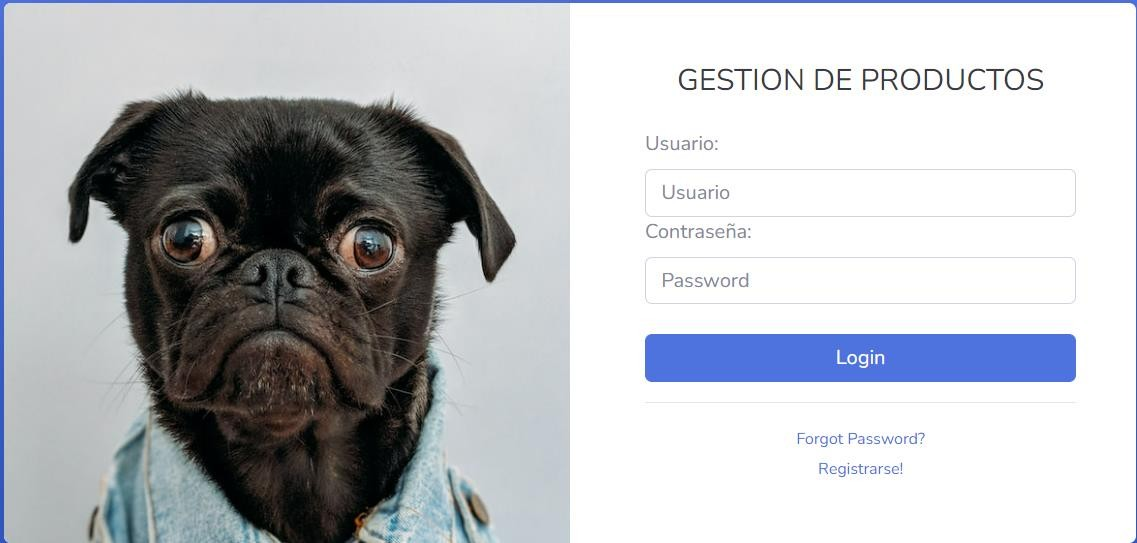 GESTION DE PRODUCTOS
Usuario:
Usuario
Contraseña:
Password
Login
Forgot Password?
Registrarse!